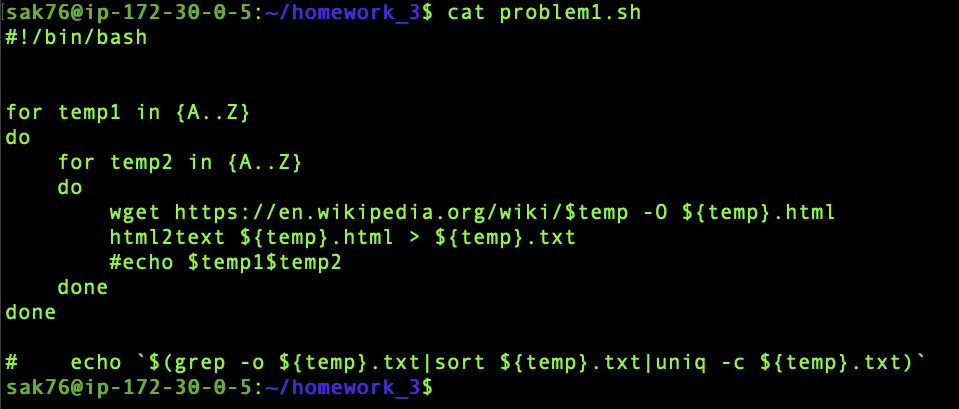 sak76@ip-172-30-0-5:~/homework_3$ cat problem1.sh
#!/bin/bash
for temp1 in {A..Z}
do
    for temp2 in {A..Z}
    do
        wget https://en.wikipedia.org/wiki/$temp -O ${temp}.html
        html2text ${temp}.html > ${temp}.txt
        #echo $temp1$temp2
    done
done
#    echo `$(grep -o ${temp}.txt|sort ${temp}.txt|uniq -c ${temp}.txt)`
sak76@ip-172-30-0-5:~/homework_3$